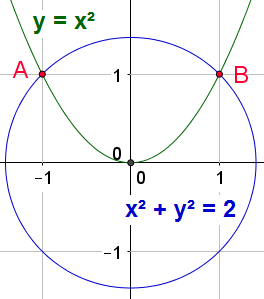 y = x²
A
1
B
0
−1
0
1
x² + y² = 2
−1